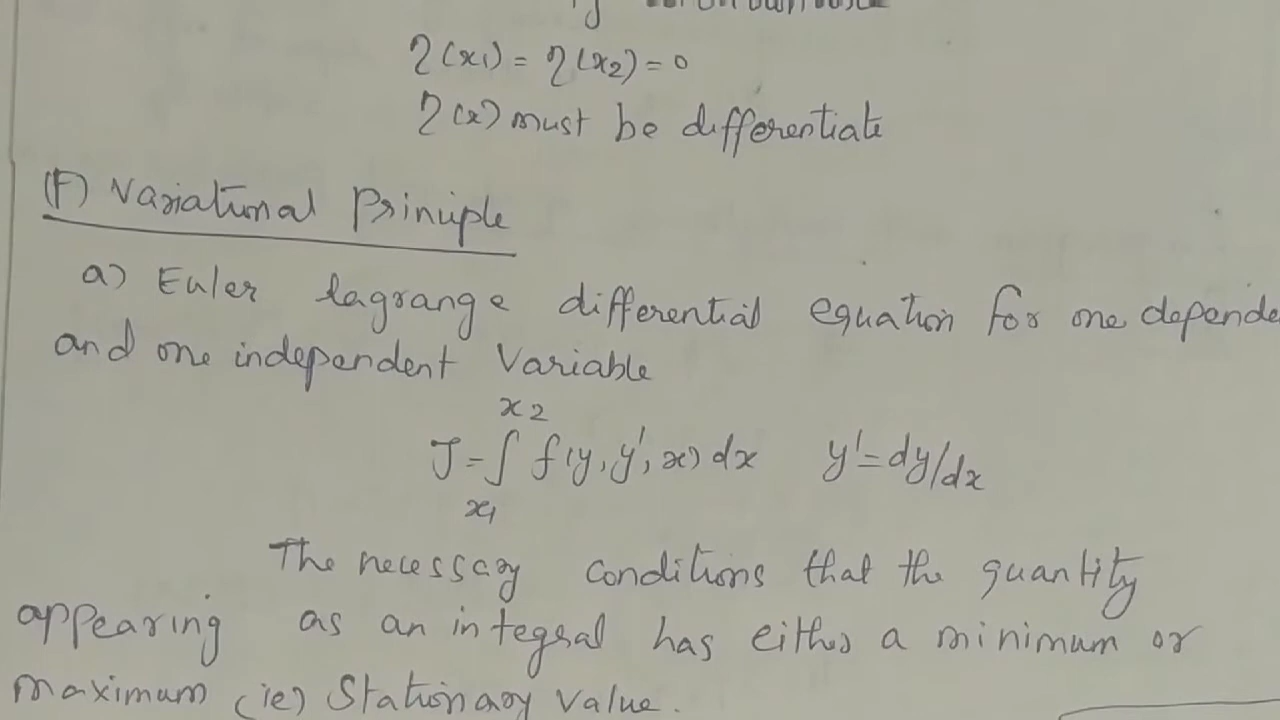 η(x1) = η(x2) = 0
η(x) must be differentiate
(F) Variational Priniple
a) Euler lagrange differential equation for one depende
and one independent Variable
x2
J = ∫ f(y, y', x) dx y' = dy/dx
x1
The necessary conditions that the quantity
appearing as an integral has either a minimum or
maximum (ie) Stationary value.